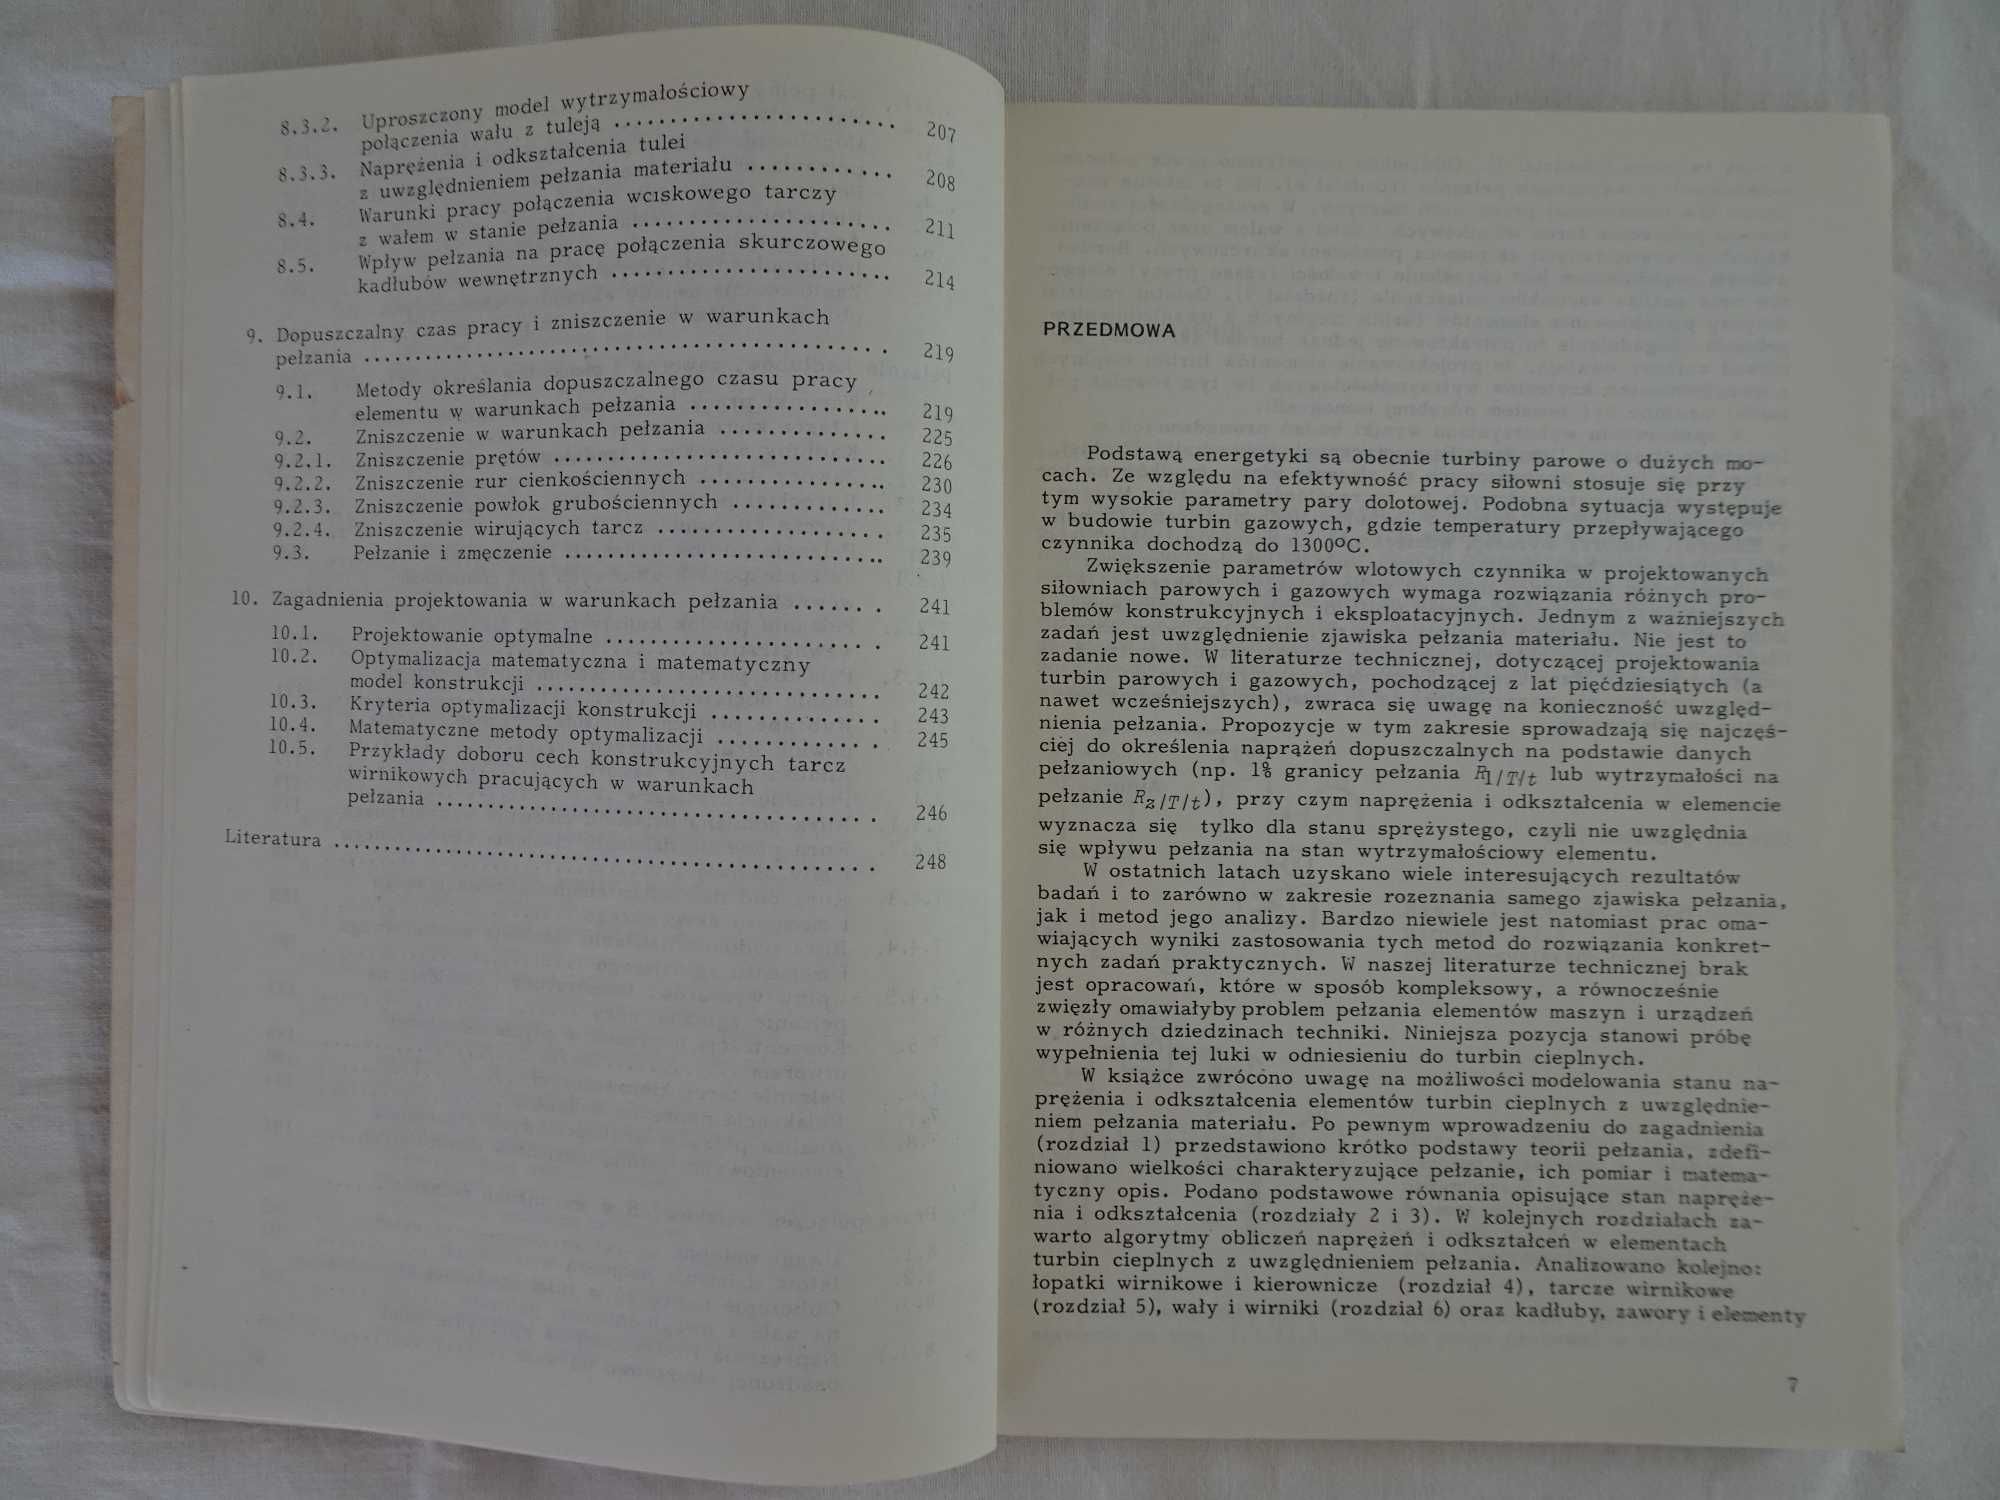 8.3.2. Uproszczony model wytrzymałościowy
połączenia wału z tuleją ........................ 207
8.3.3. Naprężenia i odkształcenia tulei
z uwzględnieniem pełzania materiału ............. 208
8.4. Warunki pracy połączenia wciskowego tarczy
z wałem w stanie pełzania ...................... 211
8.5. Wpływ pełzania na pracę połączenia skurczowego
kadłubów wewnętrznych ........................ 214
9. Dopuszczalny czas pracy i zniszczenie w warunkach
pełzania ............................................. 219
9.1. Metody określania dopuszczalnego czasu pracy
elementu w warunkach pełzania .................. 219
9.2. Zniszczenie w warunkach pełzania ............... 225
9.2.1. Zniszczenie prętów ............................... 226
9.2.2. Zniszczenie rur cienkościennych ................. 230
9.2.3. Zniszczenie powłok grubościennych .............. 234
9.2.4. Zniszczenie wirujących tarcz .................... 235
9.3. Pełzanie i zmęczenie ............................. 239
10. Zagadnienia projektowania w warunkach pełzania ....... 241
10.1. Projektowanie optymalne ......................... 241
10.2. Optymalizacja matematyczna i matematyczny
model konstrukcji ................................ 242
10.3. Kryteria optymalizacji konstrukcji ................ 243
10.4. Matematyczne metody optymalizacji .............. 245
10.5. Przykłady doboru cech konstrukcyjnych tarcz
wirnikowych pracujących w warunkach
pełzania .......................................... 246
Literatura .................................................... 248
PRZEDMOWA
Podstawą energetyki są obecnie turbiny parowe o dużych mo-
cach. Ze względu na efektywność pracy siłowni stosuje się przy
tym wysokie parametry pary dolotowej. Podobna sytuacja występuje
w budowie turbin gazowych, gdzie temperatury przepływającego
czynnika dochodzą do 1300°C.
Zwiększenie parametrów wlotowych czynnika w projektowanych
siłowniach parowych i gazowych wymaga rozwiązania różnych pro-
blemów konstrukcyjnych i eksploatacyjnych. Jednym z ważniejszych
zadań jest uwzględnienie zjawiska pełzania materiału. Nie jest to
zadanie nowe. W literaturze technicznej, dotyczącej projektowania
turbin parowych i gazowych, pochodzącej z lat pięćdziesiątych (a
nawet wcześniejszych), zwraca się uwagę na konieczność uwzględ-
nienia pełzania. Propozycje w tym zakresie sprowadzają się najczęś-
ciej do określenia naprążeń dopuszczalnych na podstawie danych
pełzaniowych (np. 1% granicy pełzania R1/T/t lub wytrzymałości na
pełzanie Rz/T/t), przy czym naprężenia i odkształcenia w elemencie
wyznacza się tylko dla stanu sprężystego, czyli nie uwzględnia
się wpływu pełzania na stan wytrzymałościowy elementu.
W ostatnich latach uzyskano wiele interesujących rezultatów
badań i to zarówno w zakresie rozeznania samego zjawiska pełzania,
jak i metod jego analizy. Bardzo niewiele jest natomiast prac oma-
wiających wyniki zastosowania tych metod do rozwiązania konkret-
nych zadań praktycznych. W naszej literaturze technicznej brak
jest opracowań, które w sposób kompleksowy, a równocześnie
zwięzły omawiałyby problem pełzania elementów maszyn i urządzeń
w różnych dziedzinach techniki. Niniejsza pozycja stanowi próbę
wypełnienia tej luki w odniesieniu do turbin cieplnych.
W książce zwrócono uwagę na możliwości modelowania stanu na-
prężenia i odkształcenia elementów turbin cieplnych z uwzględnie-
niem pełzania materiału. Po pewnym wprowadzeniu do zagadnienia
(rozdział 1) przedstawiono krótko podstawy teorii pełzania, zdefi-
niowano wielkości charakteryzujące pełzanie, ich pomiar i matema-
tyczny opis. Podano podstawowe równania opisujące stan napręże-
nia i odkształcenia (rozdziały 2 i 3). W kolejnych rozdziałach za-
warto algorytmy obliczeń naprężeń i odkształceń w elementach
turbin cieplnych z uwzględnieniem pełzania. Analizowano kolejno:
łopatki wirnikowe i kierownicze (rozdział 4), tarcze wirnikowe
(rozdział 5), wały i wirniki (rozdział 6) oraz kadłuby, zawory i elementy
7